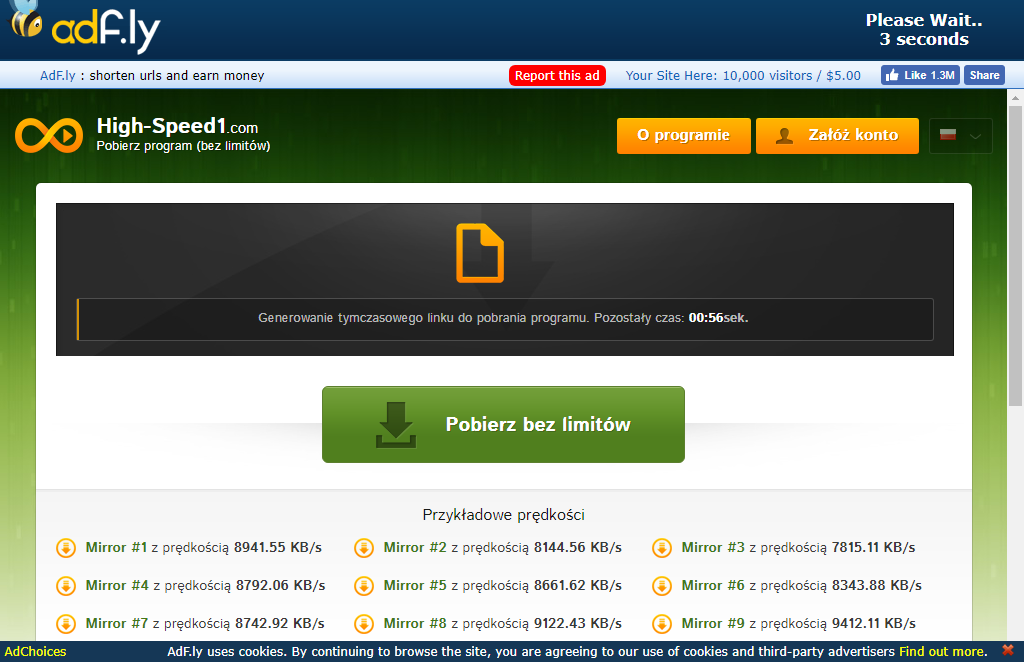 adf.ly
Please Wait..
3 seconds
AdF.ly : shorten urls and earn money
Report this ad
Your Site Here: 10,000 visitors / $5.00
Like 1.3M
Share
High-Speed1.com
Pobierz program (bez limitów)
O programie
Załóż konto
Generowanie tymczasowego linku do pobrania programu. Pozostały czas: 00:56sek.
Pobierz bez limitów
Przykładowe prędkości
Mirror #1 z prędkością 8941.55 KB/s
Mirror #2 z prędkością 8144.56 KB/s
Mirror #3 z prędkością 7815.11 KB/s
Mirror #4 z prędkością 8792.06 KB/s
Mirror #5 z prędkością 8661.62 KB/s
Mirror #6 z prędkością 8343.88 KB/s
Mirror #7 z prędkością 8742.92 KB/s
Mirror #8 z prędkością 9122.43 KB/s
Mirror #9 z prędkością 9412.11 KB/s
AdChoices
AdF.ly uses cookies. By continuing to browse the site, you are agreeing to our use of cookies and third-party advertisers Find out more.